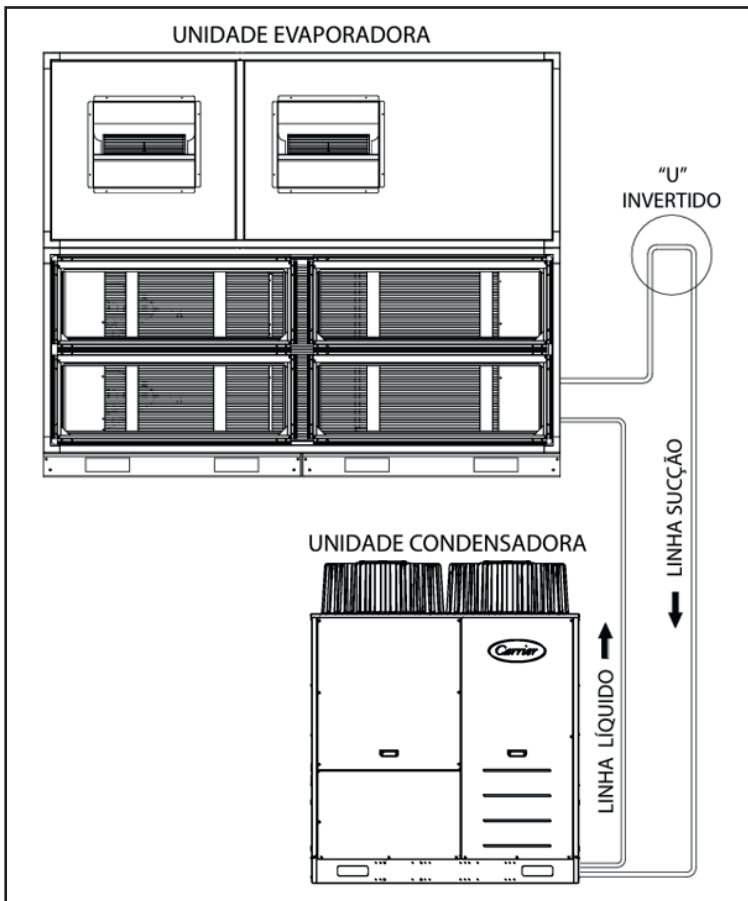 UNIDADE EVAPORADORA
“U”
INVERTIDO
LINHA SUCÇÃO
UNIDADE CONDENSADORA
Carrier
LINHA LÍQUIDO